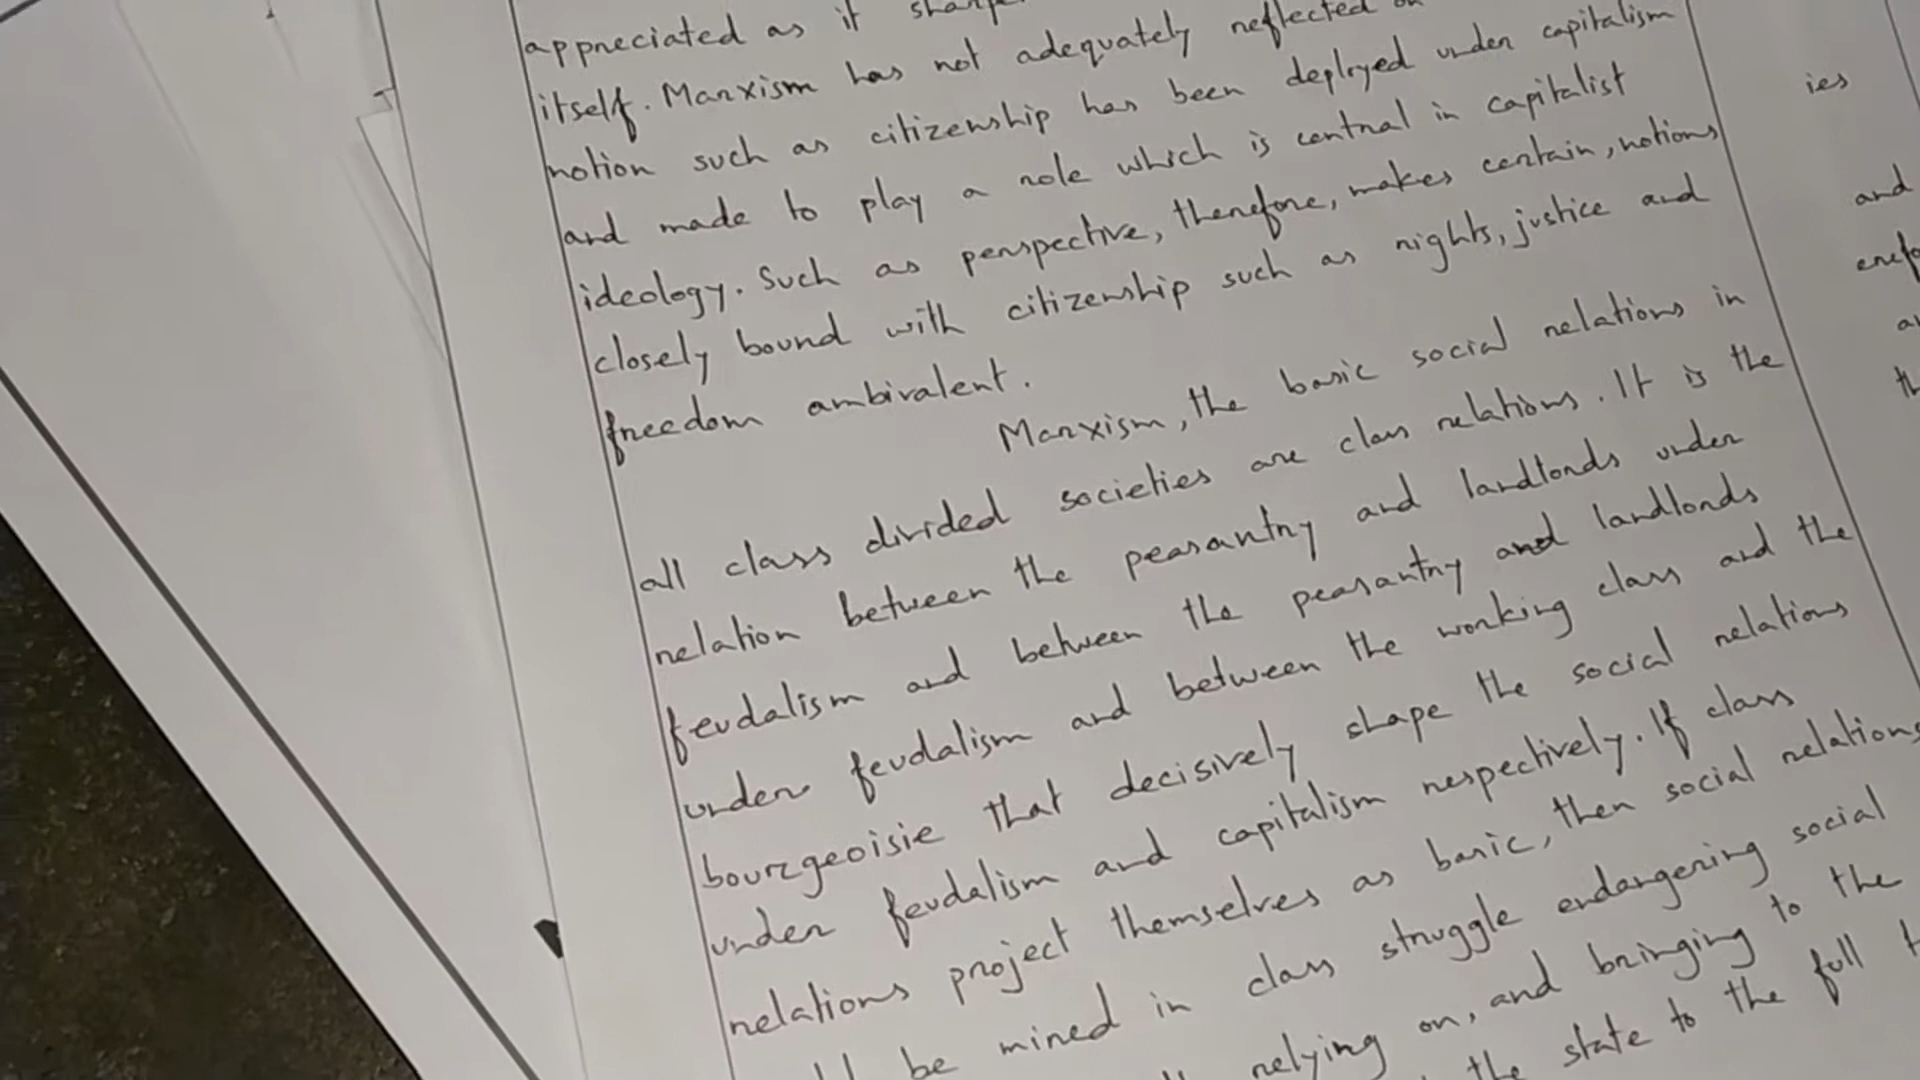 appreciated as it
itself. Marxism has not adequately reflected on
notion such as citizenship has been deployed under capitalism
and made to play a role which is central in capitalist
ideology. Such as perspective, therefore, makes certain, notions
closely bound with citizenship such as rights, justice and
freedom ambivalent.
Marxism, the basic social relations in
all class divided societies are class relations. It is the
relation between the peasantry and landlords under
feudalism and between the peasantry and landlords
under feudalism and between the working class and the
bourgeoisie that decisively shape the social relations
under feudalism and capitalism respectively. If class
relations project themselves as basic, then social relations
be mined in class struggle endangering social
relying on, and bringing to the
the state to the full
ies
and